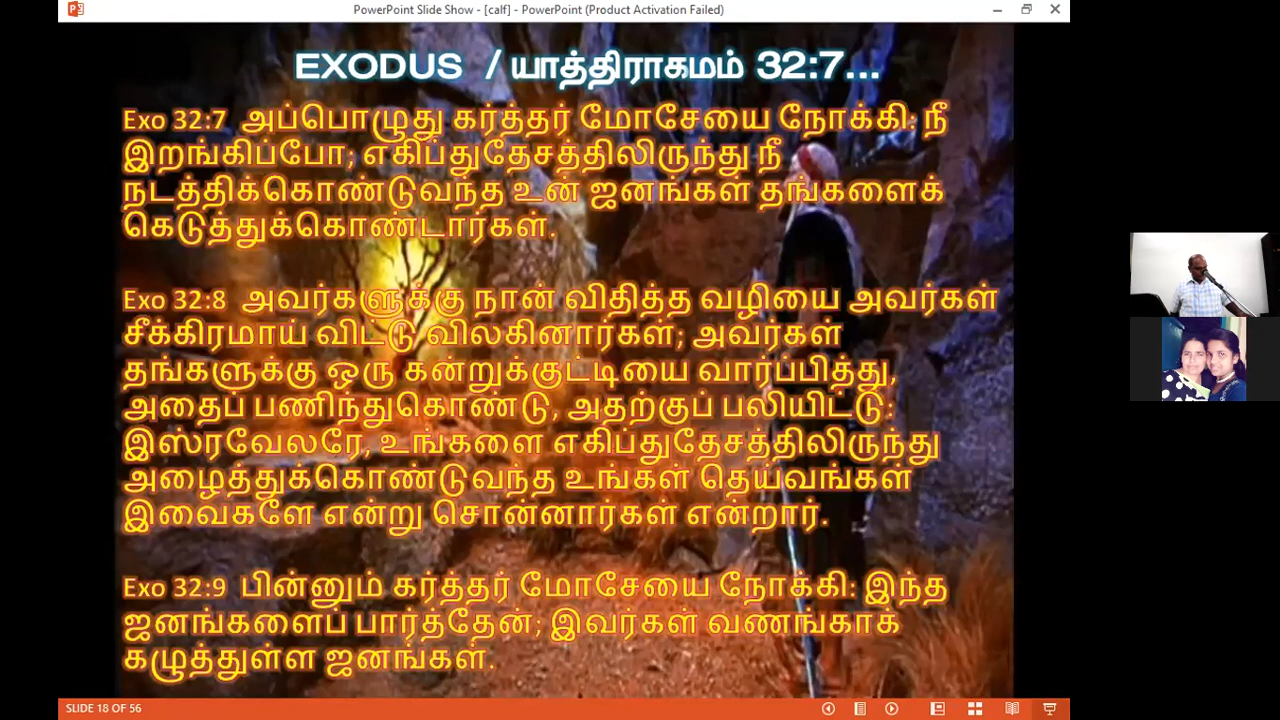 PowerPoint Slide Show - [calf] - PowerPoint (Product Activation Failed)
EXODUS / யாத்திராகமம் 32:7...
Exo 32:7 அப்பொழுது கர்த்தர் மோசேயை நோக்கி: நீ
இறங்கிப்போ; எகிப்துதேசத்திலிருந்து நீ
நடத்திக்கொண்டுவந்த உன் ஜனங்கள் தங்களைக்
கெடுத்துக்கொண்டார்கள்.
Exo 32:8 அவர்களுக்கு நான் விதித்த வழியை அவர்கள்
சீக்கிரமாய் விட்டு விலகினார்கள்; அவர்கள்
தங்களுக்கு ஒரு கன்றுக்குட்டியை வார்ப்பித்து,
அதைப் பணிந்துகொண்டு, அதற்குப் பலியிட்டு:
இஸ்ரவேலரே, உங்களை எகிப்துதேசத்திலிருந்து
அழைத்துக்கொண்டுவந்த உங்கள் தெய்வங்கள்
இவைகளே என்று சொன்னார்கள் என்றார்.
Exo 32:9 பின்னும் கர்த்தர் மோசேயை நோக்கி: இந்த
ஜனங்களைப் பார்த்தேன்; இவர்கள் வணங்காக்
கழுத்துள்ள ஜனங்கள்.
SLIDE 18 OF 56